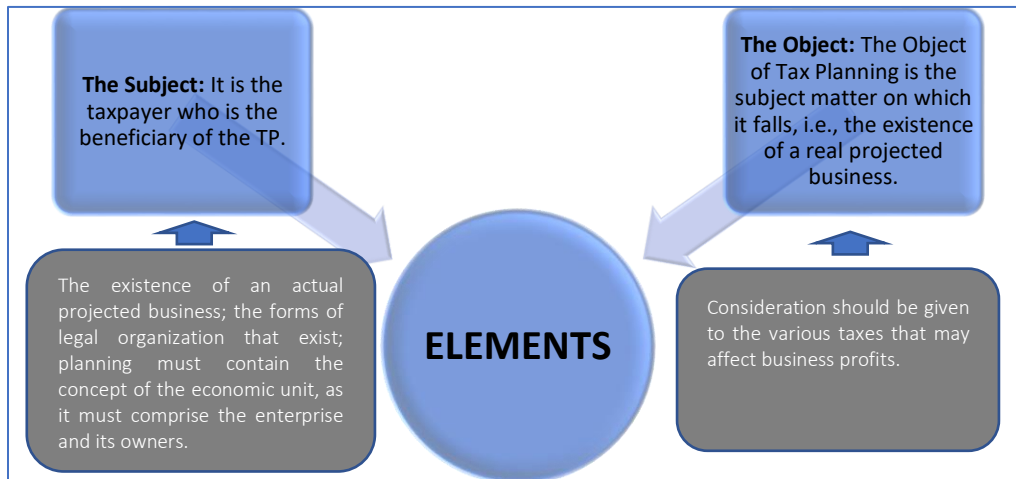 The Subject: It is the
taxpayer who is the
beneficiary of the TP.
The Object: The Object
of Tax Planning is the
subject matter on which
it falls, i.e., the existence
of a real projected
business.
The existence of an actual
projected business; the forms of
legal organization that exist;
planning must contain the
concept of the economic unit, as
it must comprise the enterprise
and its owners.
ELEMENTS
Consideration should be given
to the various taxes that may
affect business profits.